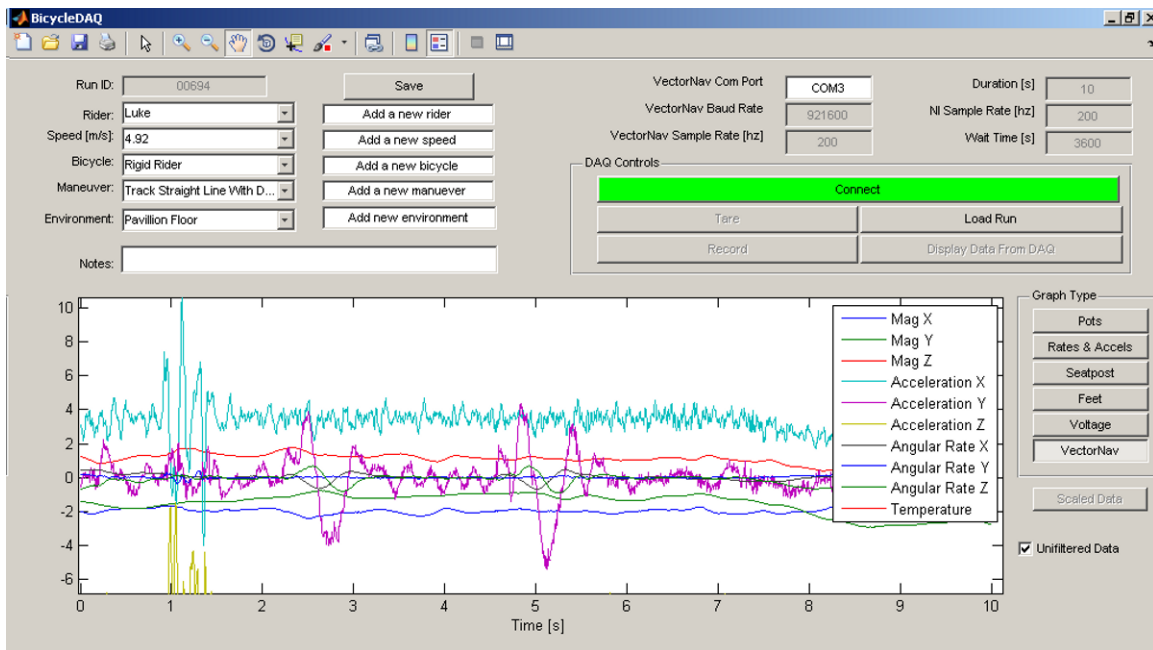 BicycleDAQ
Run ID: 00694 Save
Rider: Luke Add a new rider
Speed [m/s]: 4.92 Add a new speed
Bicycle: Rigid Rider Add a new bicycle
Maneuver: Track Straight Line With D... Add a new manuever
Environment: Pavillion Floor Add new environment
Notes:
VectorNav Com Port COM3 Duration [s] 10
VectorNav Baud Rate 921600 NI Sample Rate [hz] 200
VectorNav Sample Rate [hz] 200 Wait Time [s] 3600
DAQ Controls
Connect
Tare Load Run
Record Display Data From DAQ
10
8
6
4
2
0
-2
-4
-6
0 1 2 3 4 5 6 7 8 9 10
Time [s]
Mag X
Mag Y
Mag Z
Acceleration X
Acceleration Y
Acceleration Z
Angular Rate X
Angular Rate Y
Angular Rate Z
Temperature
Graph Type
Pots
Rates & Accels
Seatpost
Feet
Voltage
VectorNav
Scaled Data
Unfiltered Data